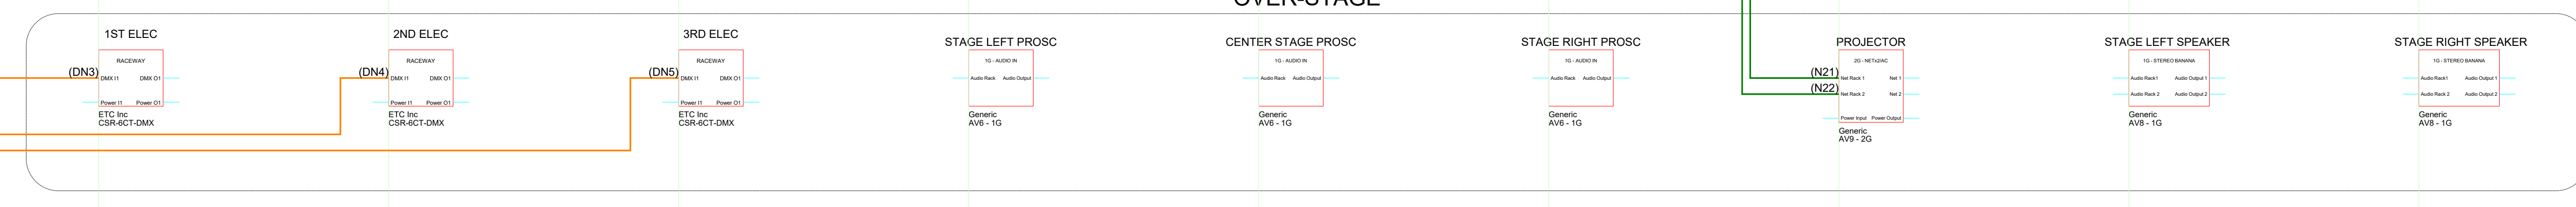 OVER-STAGE
1ST ELEC
RACEWAY
(DN3)
DMX I1 DMX O1
Power I1 Power O1
ETC Inc
CSR-6CT-DMX
2ND ELEC
RACEWAY
(DN4)
DMX I1 DMX O1
Power I1 Power O1
ETC Inc
CSR-6CT-DMX
3RD ELEC
RACEWAY
(DN5)
DMX I1 DMX O1
Power I1 Power O1
ETC Inc
CSR-6CT-DMX
STAGE LEFT PROSC
1G - AUDIO IN
Audio Rack Audio Output
Generic
AV6 - 1G
CENTER STAGE PROSC
1G - AUDIO IN
Audio Rack Audio Output
Generic
AV6 - 1G
STAGE RIGHT PROSC
1G - AUDIO IN
Audio Rack Audio Output
Generic
AV6 - 1G
PROJECTOR
2G - NETx2/AC
(N21)
Net Rack 1 Net 1
(N22)
Net Rack 2 Net 2
Power Input Power Output
Generic
AV9 - 2G
STAGE LEFT SPEAKER
1G - STEREO BANANA
Audio Rack1 Audio Output 1
Audio Rack 2 Audio Output 2
Generic
AV8 - 1G
STAGE RIGHT SPEAKER
1G - STEREO BANANA
Audio Rack1 Audio Output 1
Audio Rack 2 Audio Output 2
Generic
AV8 - 1G